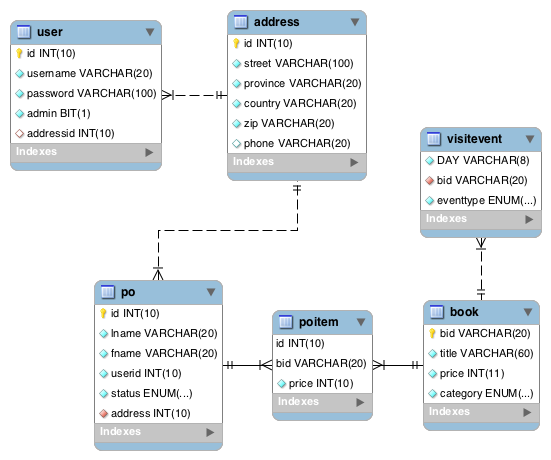 user
id INT(10)
username VARCHAR(20)
password VARCHAR(100)
admin BIT(1)
addressid INT(10)
Indexes
address
id INT(10)
street VARCHAR(100)
province VARCHAR(20)
country VARCHAR(20)
zip VARCHAR(20)
phone VARCHAR(20)
Indexes
visitevent
DAY VARCHAR(8)
bid VARCHAR(20)
eventtype ENUM(...)
Indexes
po
id INT(10)
lname VARCHAR(20)
fname VARCHAR(20)
userid INT(10)
status ENUM(...)
address INT(10)
Indexes
poitem
id INT(10)
bid VARCHAR(20)
price INT(10)
Indexes
book
bid VARCHAR(20)
title VARCHAR(60)
price INT(11)
category ENUM(...)
Indexes